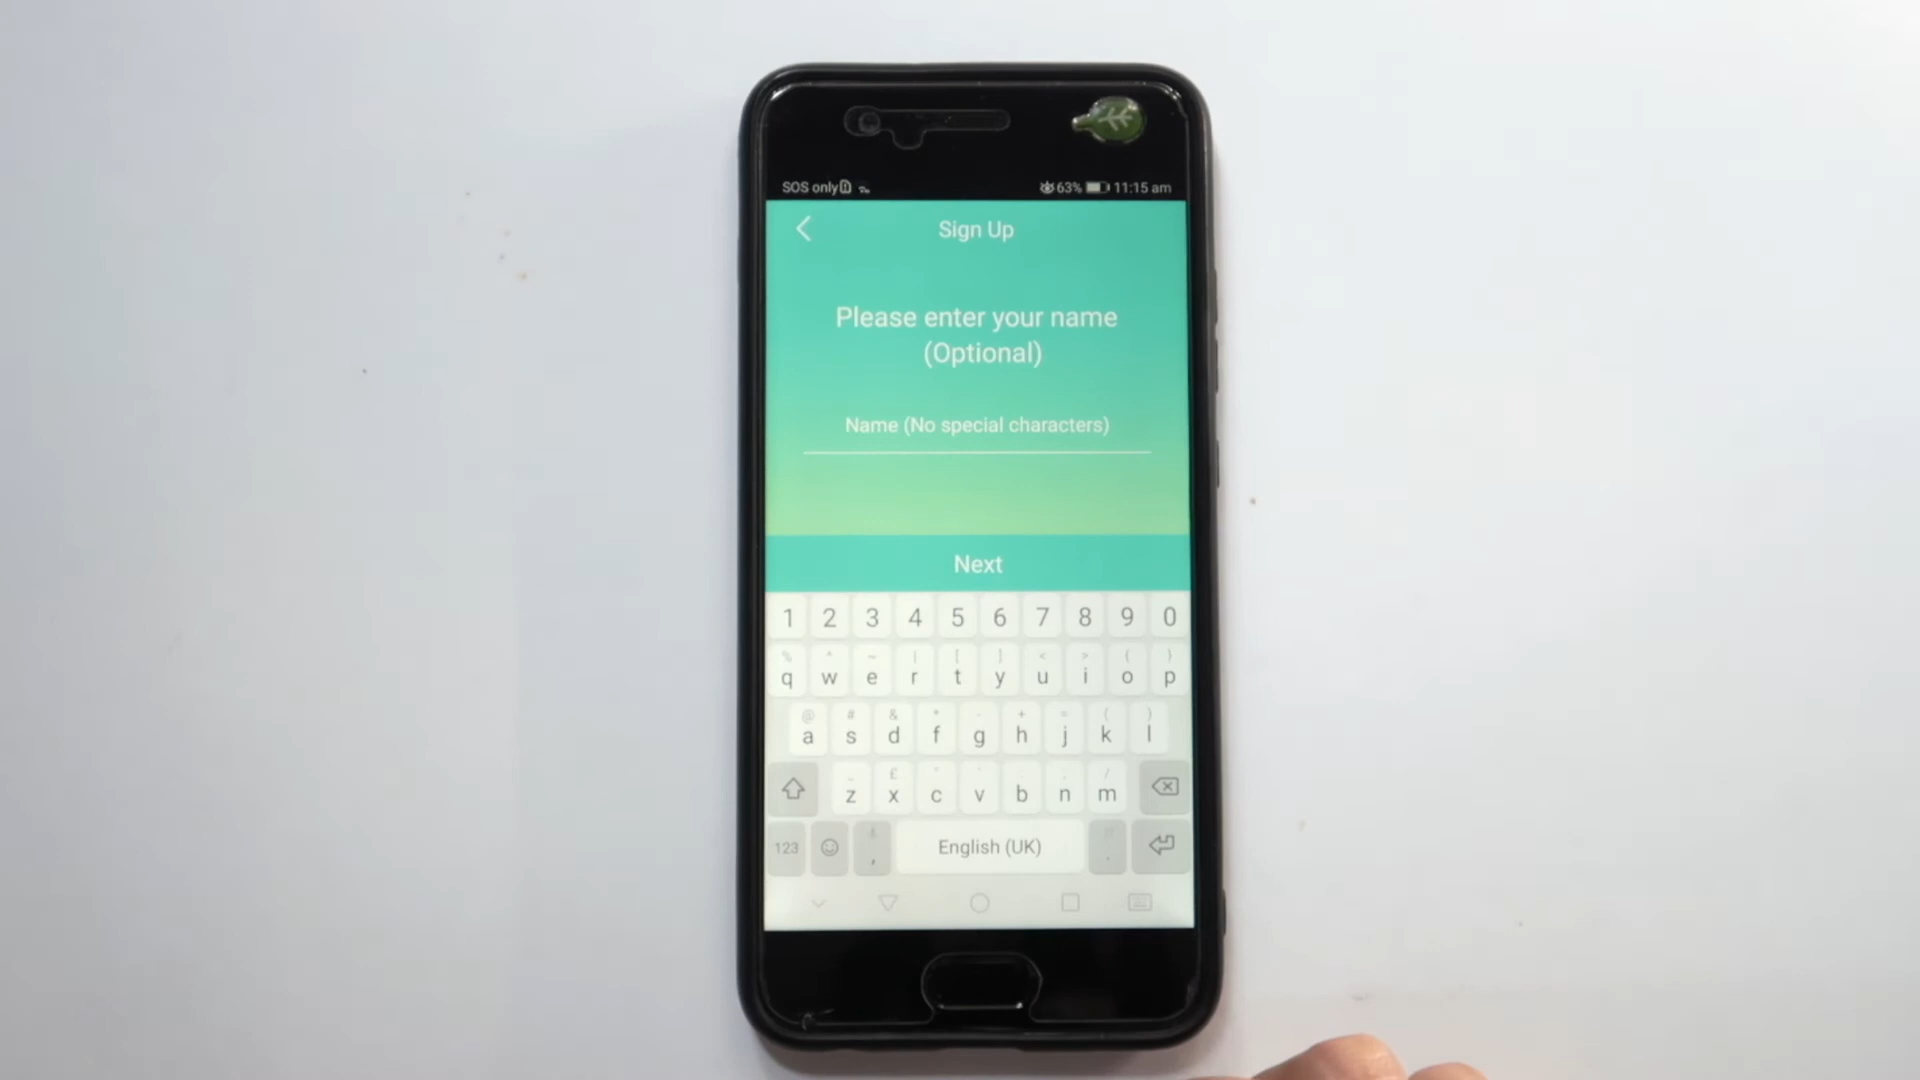 SOS only 63% 11:15 am
Sign Up
Please enter your name
(Optional)
Name (No special characters)
Next
1 2 3 4 5 6 7 8 9 0
q w e r t y u i o p
a s d f g h j k l
z x c v b n m
123 , English (UK) .